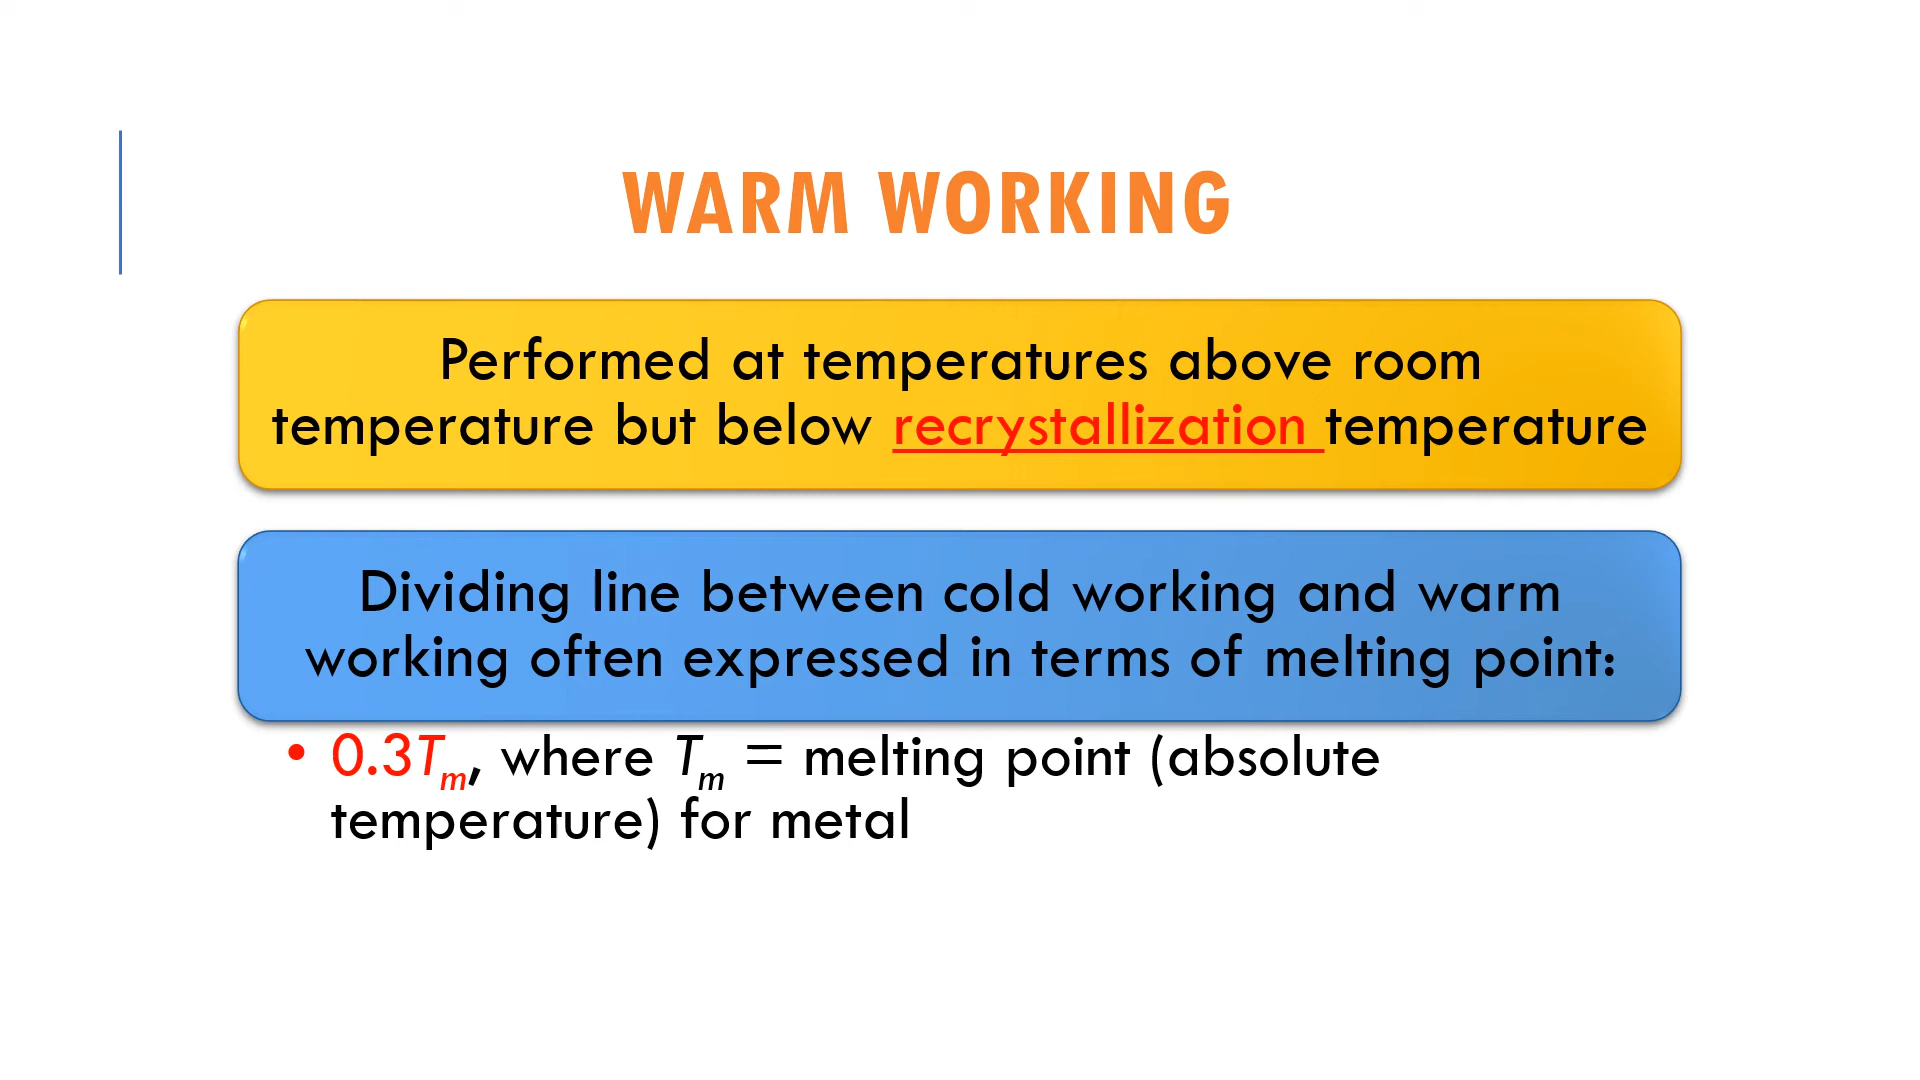 WARM WORKING
Performed at temperatures above room
temperature but below recrystallization temperature
Dividing line between cold working and warm
working often expressed in terms of melting point:
• 0.3Tm, where Tm = melting point (absolute
temperature) for metal